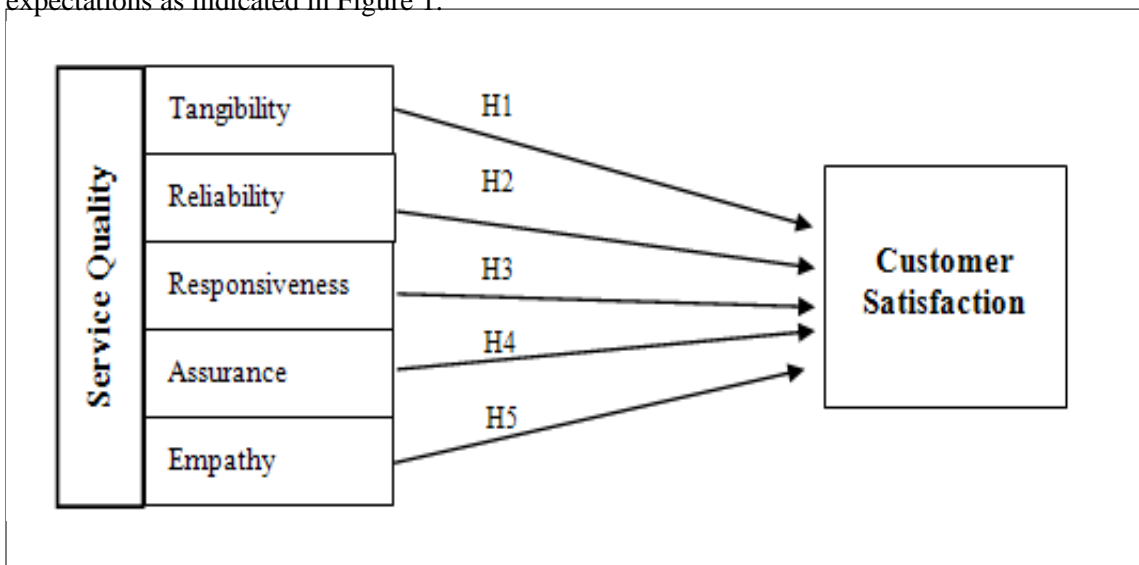 expectations as indicated in Figure 1.
Service Quality
Tangibility
Reliability
Responsiveness
Assurance
Empathy
H1
H2
H3
H4
H5
Customer
Satisfaction